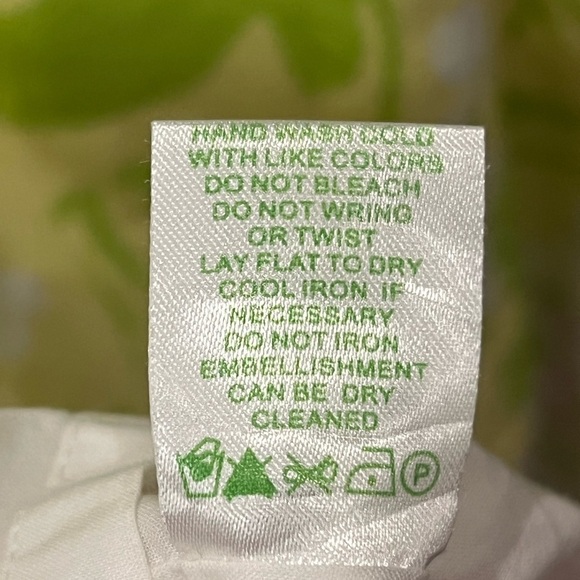 HAND WASH COLD
WITH LIKE COLORS
DO NOT BLEACH
DO NOT WRING
OR TWIST
LAY FLAT TO DRY
COOL IRON IF
NECESSARY
DO NOT IRON
EMBELLISHMENT
CAN BE DRY
CLEANED
P